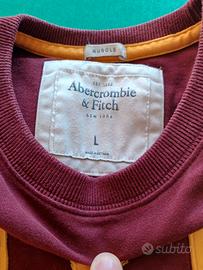 MUSCLE
EST. 1892
Abercrombie
& Fitch
NEW YORK
L
subito